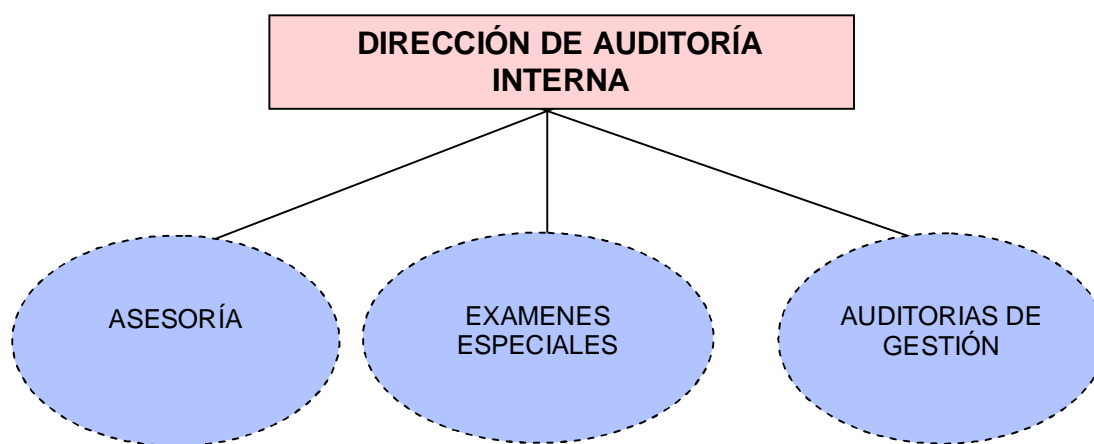 DIRECCIÓN DE AUDITORÍA
INTERNA
ASESORÍA
EXAMENES
ESPECIALES
AUDITORIAS DE
GESTIÓN